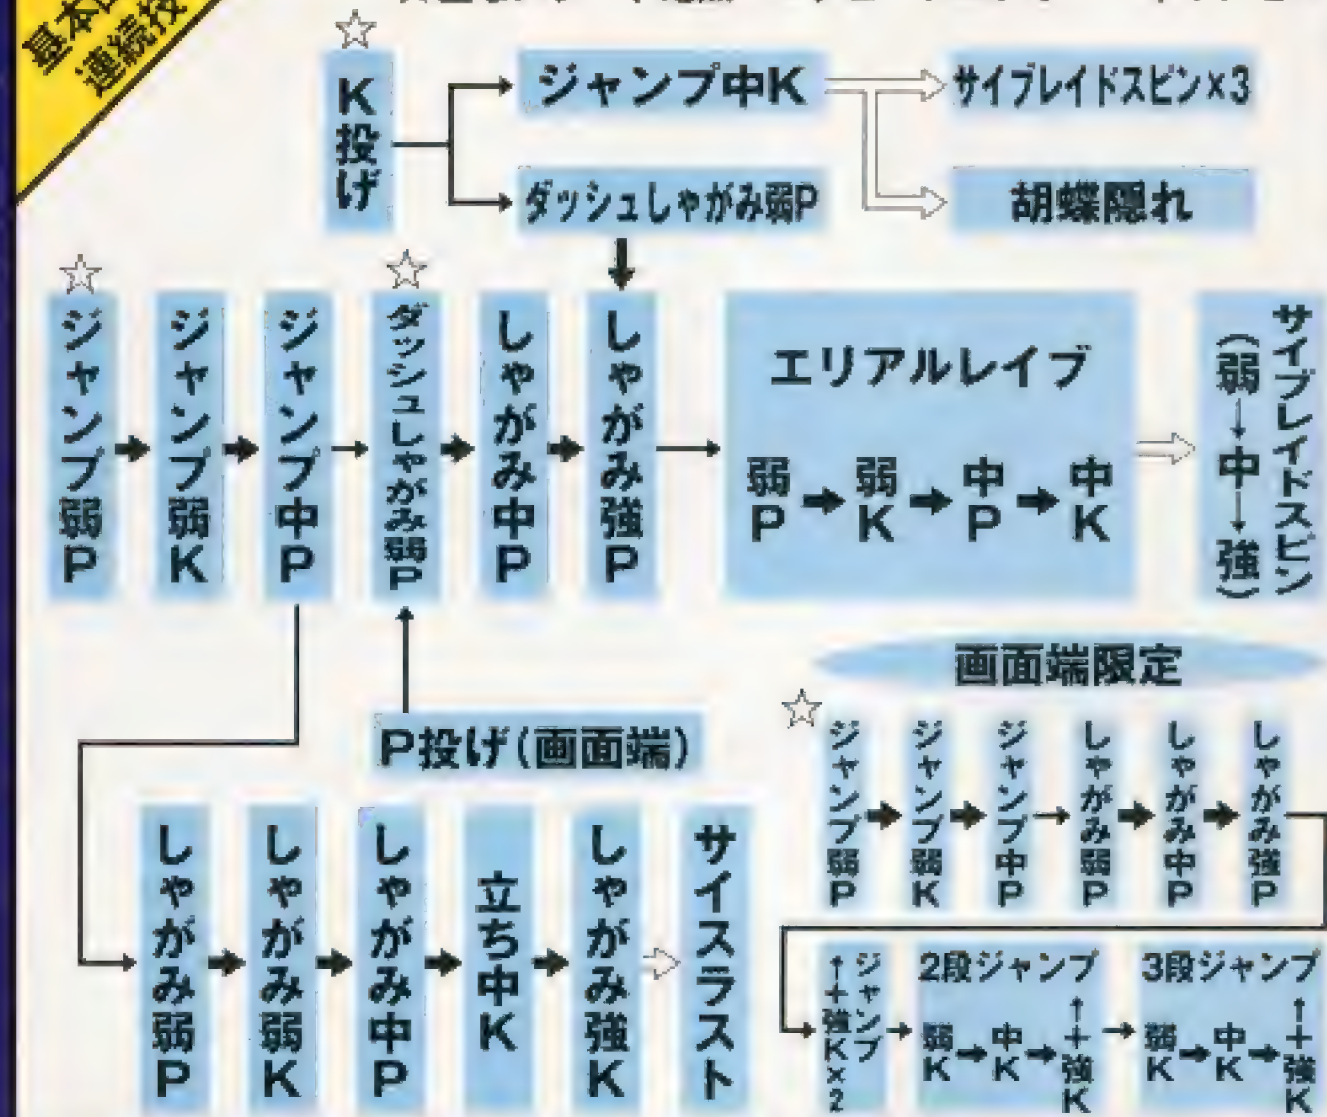 基本
連続技
☆
K投げ
ジャンプ中K
サイブレイドスピン×3
ダッシュしゃがみ弱P
胡蝶隠れ
☆
ジャンプ弱P
ジャンプ弱K
ジャンプ中P
☆
ダッシュしゃがみ弱P
しゃがみ中P
しゃがみ強P
エリアルレイブ
弱P→弱K→中P→中K
サイブレイドスピン
(弱→中→強)
P投げ(画面端)
しゃがみ弱P
しゃがみ弱K
しゃがみ中P
立ち中K
しゃがみ強K
サイスラスト
画面端限定
☆
ジャンプ弱P
ジャンプ弱K
ジャンプ中P
しゃがみ弱P
しゃがみ中P
しゃがみ強P
ジャンプ
↑+強K×2
2段ジャンプ
弱K→中K→↑+強K
3段ジャンプ
弱K→中K→↑+強K